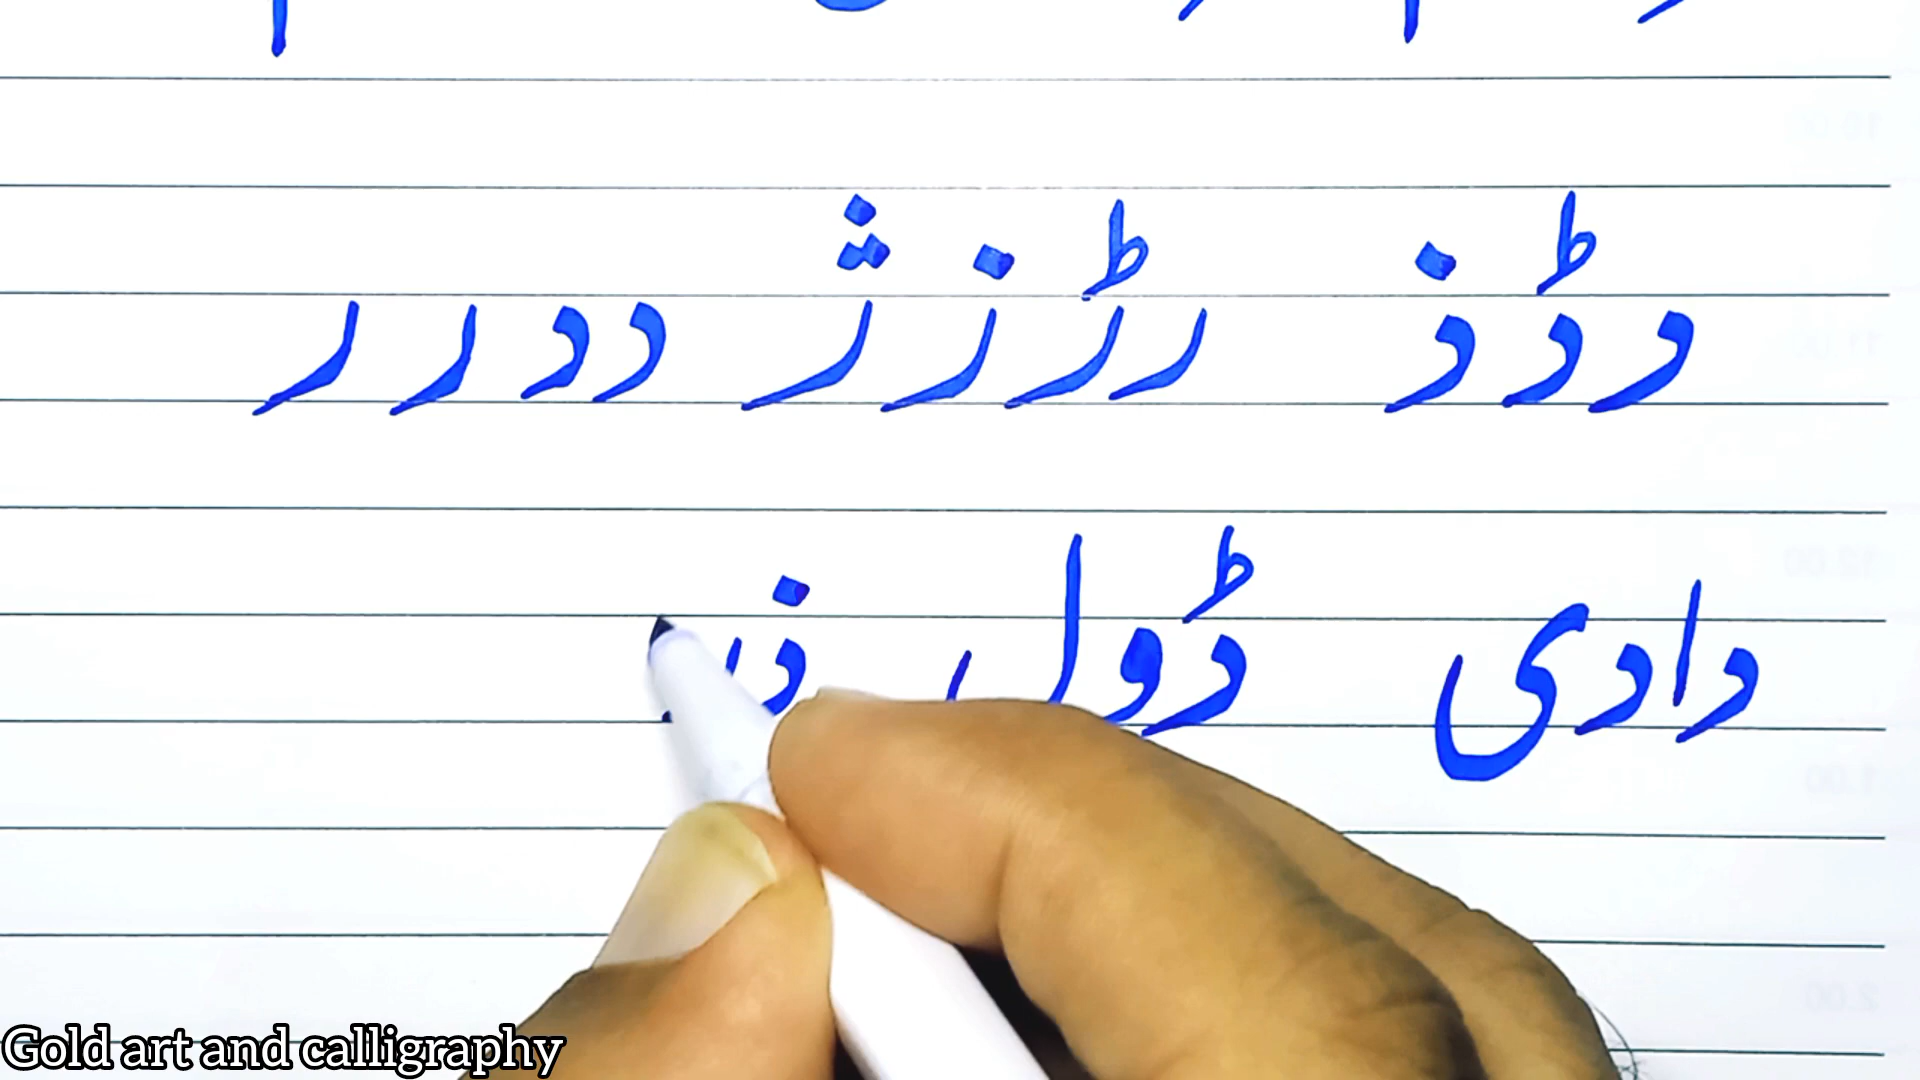 د ڈ ذ ر ڑ ز ژ د د ر ر
دادی ڈول
Gold art and calligraphy